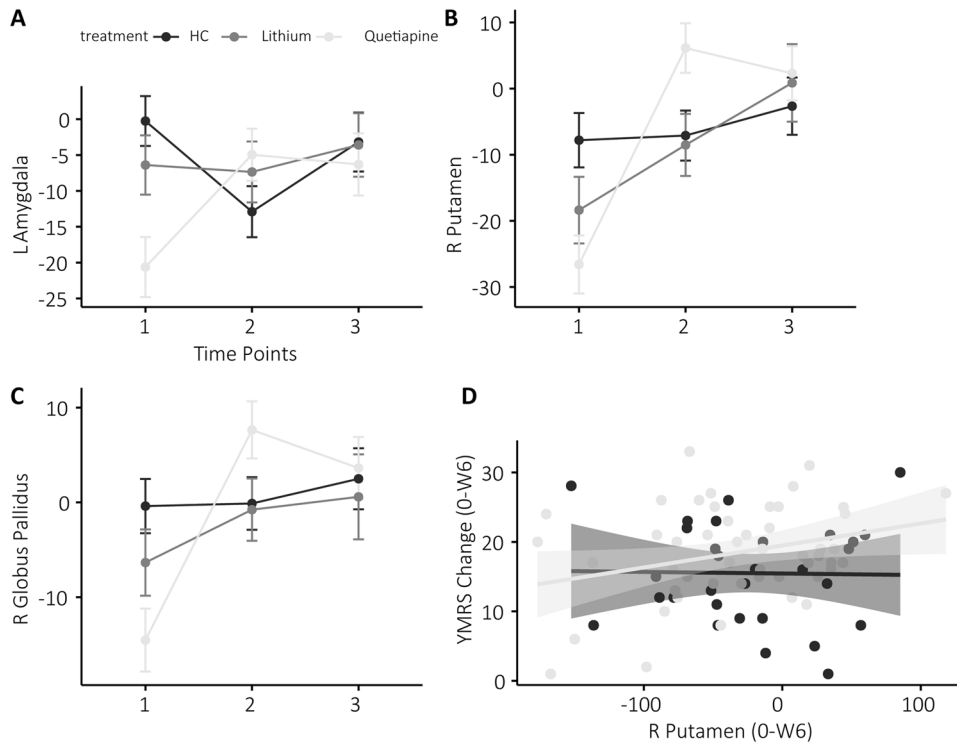 A
treatment HC Lithium Quetiapine
0
-5
-10
-15
-20
-25
L Amygdala
1 2 3
Time Points
B
10
0
-10
-20
-30
R Putamen
1 2 3
C
10
0
-10
R Globus Pallidus
1 2 3
D
30
20
10
0
YMRS Change (0-W6)
-100 0 100
R Putamen (0-W6)